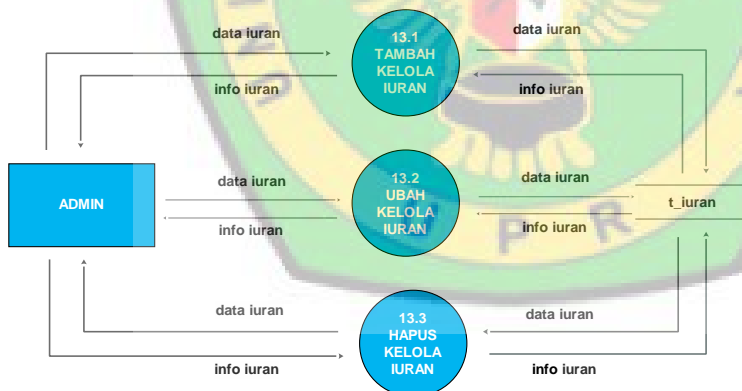 data iuran
13.1
TAMBAH
KELOLA
IURAN
data iuran
info iuran
info iuran
ADMIN
data iuran
13.2
UBAH
KELOLA
IURAN
data iuran
t_iuran
info iuran
info iuran
U P R
data iuran
13.3
HAPUS
KELOLA
IURAN
data iuran
info iuran
info iuran